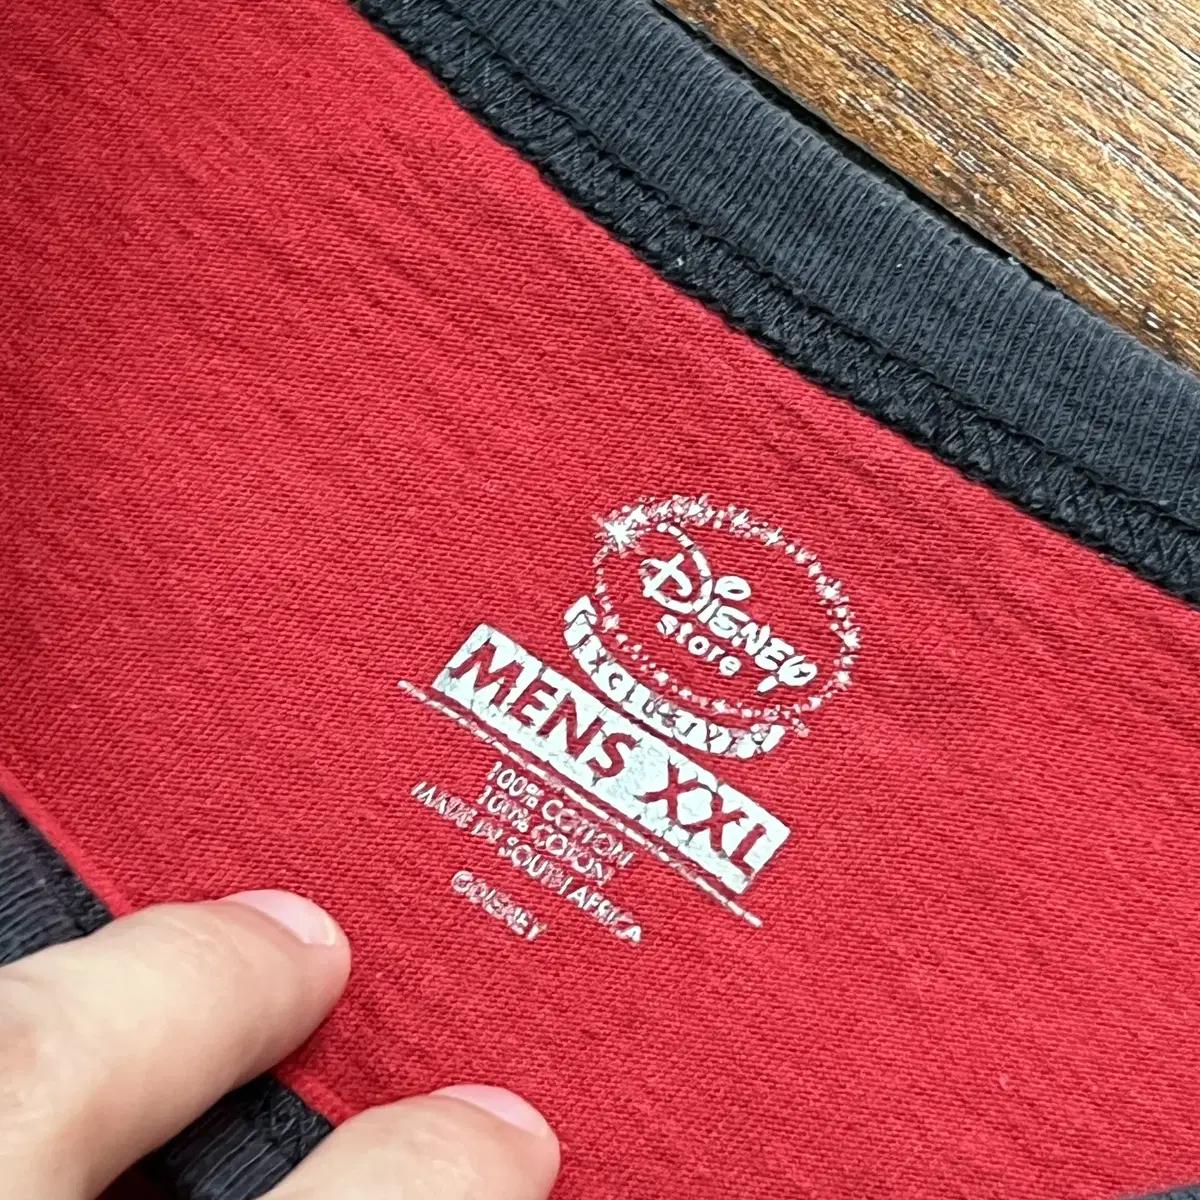 Disney
store
EXCLUSIVE
MENS XXL
100% COTTON
100% COTON
MADE IN SOUTH AFRICA
©DISNEY